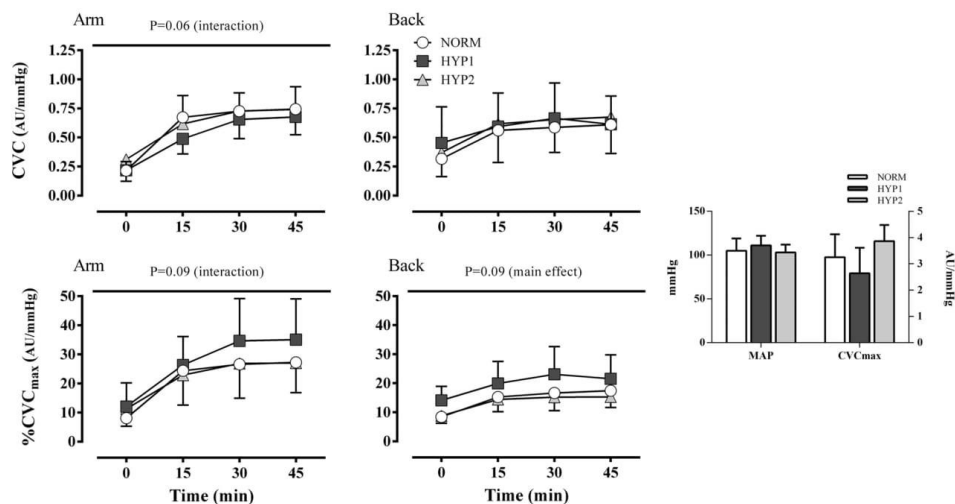 Arm
P=0.06 (interaction)
CVC (AU/mmHg)
1.25
1.00
0.75
0.50
0.25
0.00
0 15 30 45
Back
NORM
HYP1
HYP2
1.25
1.00
0.75
0.50
0.25
0.00
0 15 30 45
Arm
P=0.09 (interaction)
%CVCmax (AU/mmHg)
50
40
30
20
10
0
0 15 30 45
Time (min)
Back
P=0.09 (main effect)
50
40
30
20
10
0
0 15 30 45
Time (min)
NORM
HYP1
HYP2
mmHg
150
100
50
0
5
4
3
2
1
0
AU/mmHg
MAP CVCmax